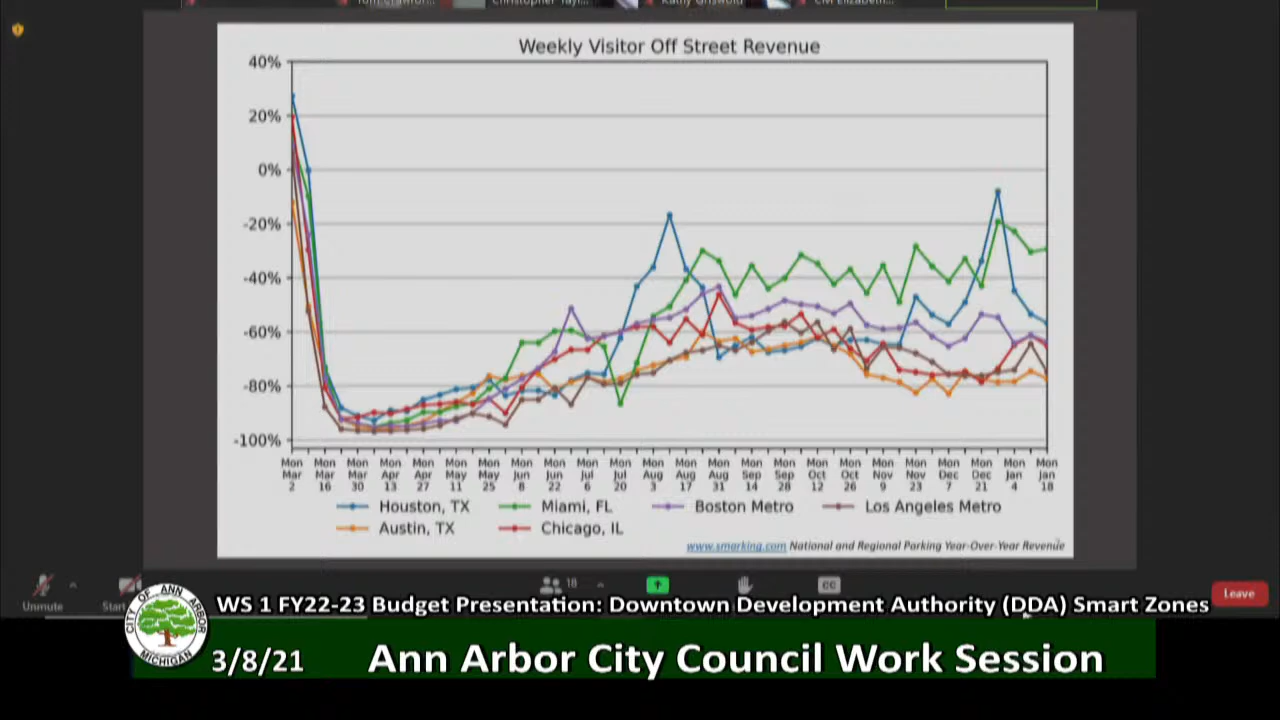 Kathy Griswold
Weekly Visitor Off Street Revenue
40%
20%
0%
-20%
-40%
-60%
-80%
-100%
Mon Mon Mon Mon Mon Mon Mon Mon Mon Mon Mon Mon Mon Mon Mon Mon Mon Mon Mon Mon Mon Mon Mon Mon
Mar Mar Mar Apr Apr May May Jun Jun Jul Jul Aug Aug Aug Sep Sep Oct Oct Nov Nov Dec Dec Jan Jan
2 16 30 13 27 11 25 8 22 6 20 3 17 31 14 28 12 26 9 23 7 21 4 18
Houston, TX Miami, FL Boston Metro Los Angeles Metro
Austin, TX Chicago, IL
www.smarking.com National and Regional Parking Year-Over-Year Revenue
18 CC
Unmute Start Leave
WS 1 FY22-23 Budget Presentation: Downtown Development Authority (DDA) Smart Zones
CITY OF ANN ARBOR
MICHIGAN
3/8/21 Ann Arbor City Council Work Session